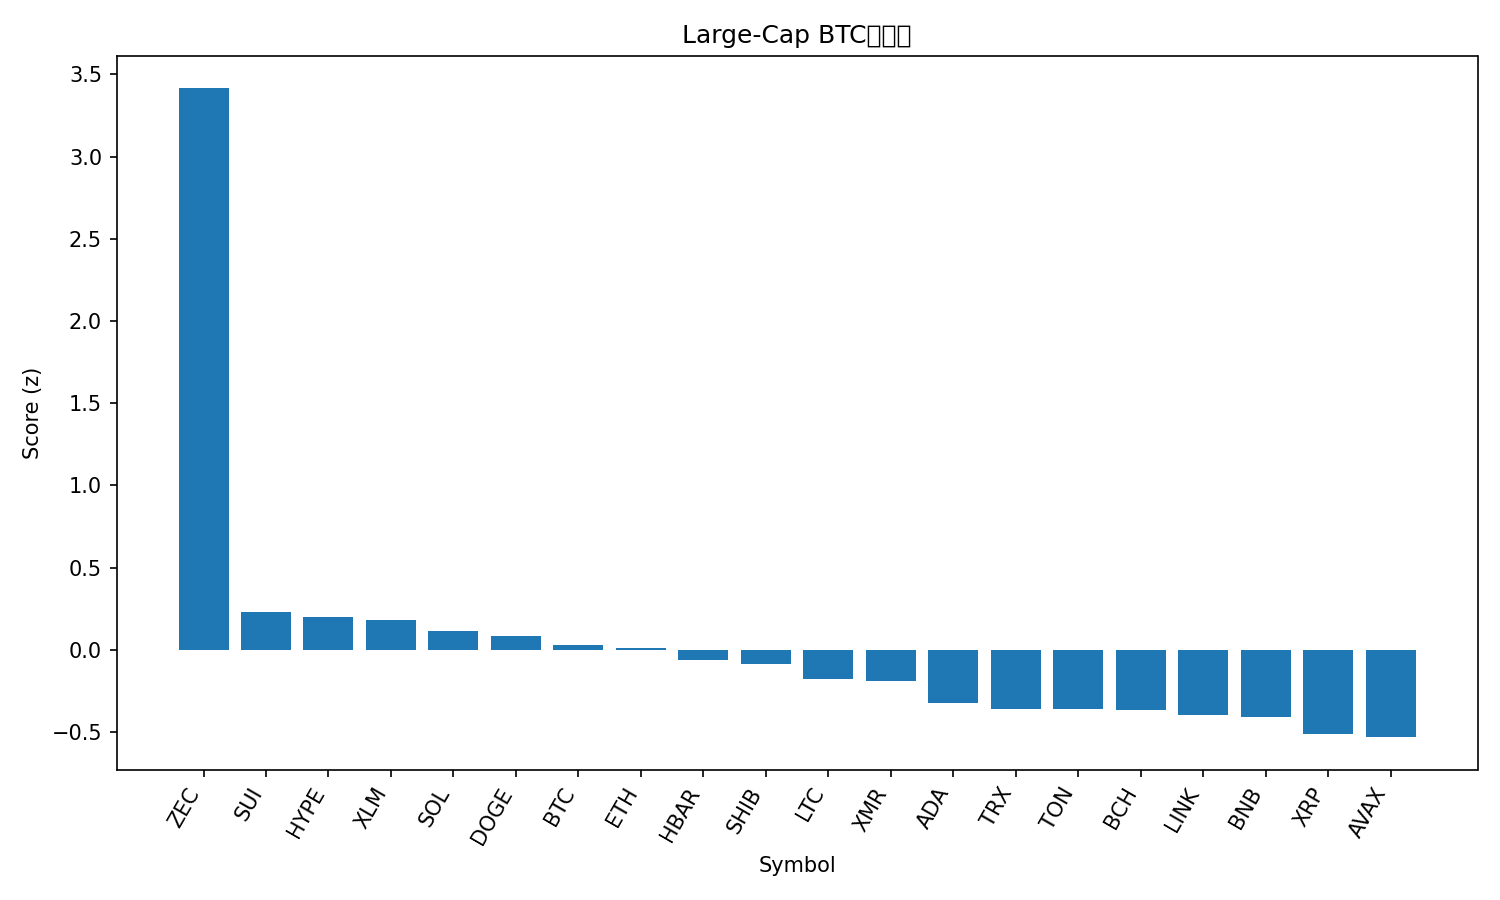 Large-Cap BTC
3.5
3.0
2.5
2.0
1.5
1.0
0.5
0.0
−0.5
Score (z)
ZEC
SUI
HYPE
XLM
SOL
DOGE
BTC
ETH
HBAR
SHIB
LTC
XMR
ADA
TRX
TON
BCH
LINK
BNB
XRP
AVAX
Symbol